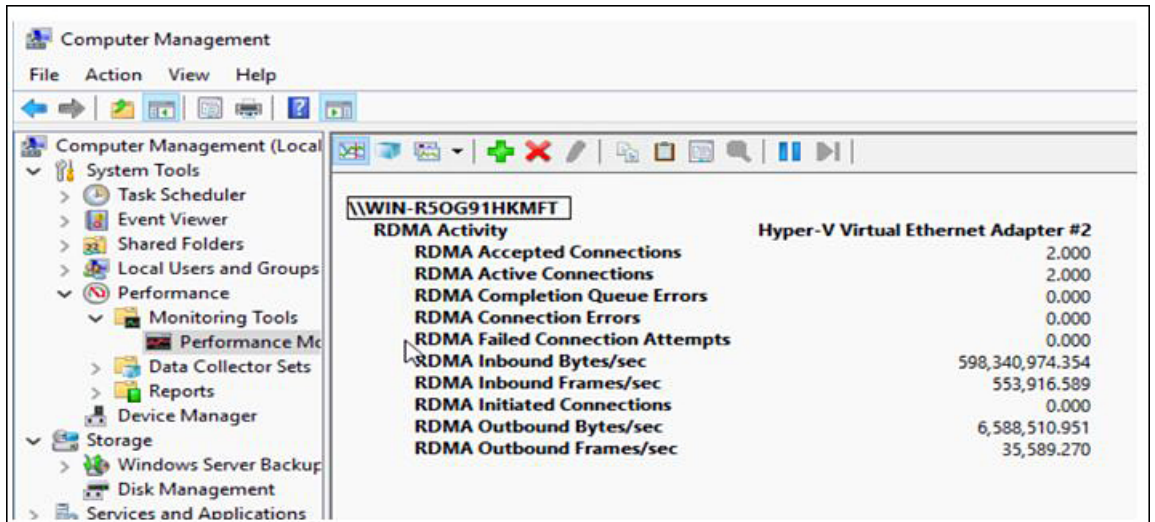 Computer Management
File Action View Help
Computer Management (Local
System Tools
Task Scheduler
Event Viewer
Shared Folders
Local Users and Groups
Performance
Monitoring Tools
Performance Mc
Data Collector Sets
Reports
Device Manager
Storage
Windows Server Backup
Disk Management
Services and Applications
\\WIN-R5OG91HKMFT
RDMA Activity Hyper-V Virtual Ethernet Adapter #2
RDMA Accepted Connections 2.000
RDMA Active Connections 2.000
RDMA Completion Queue Errors 0.000
RDMA Connection Errors 0.000
RDMA Failed Connection Attempts 0.000
RDMA Inbound Bytes/sec 598,340,974.354
RDMA Inbound Frames/sec 553,916.589
RDMA Initiated Connections 0.000
RDMA Outbound Bytes/sec 6,588,510.951
RDMA Outbound Frames/sec 35,589.270